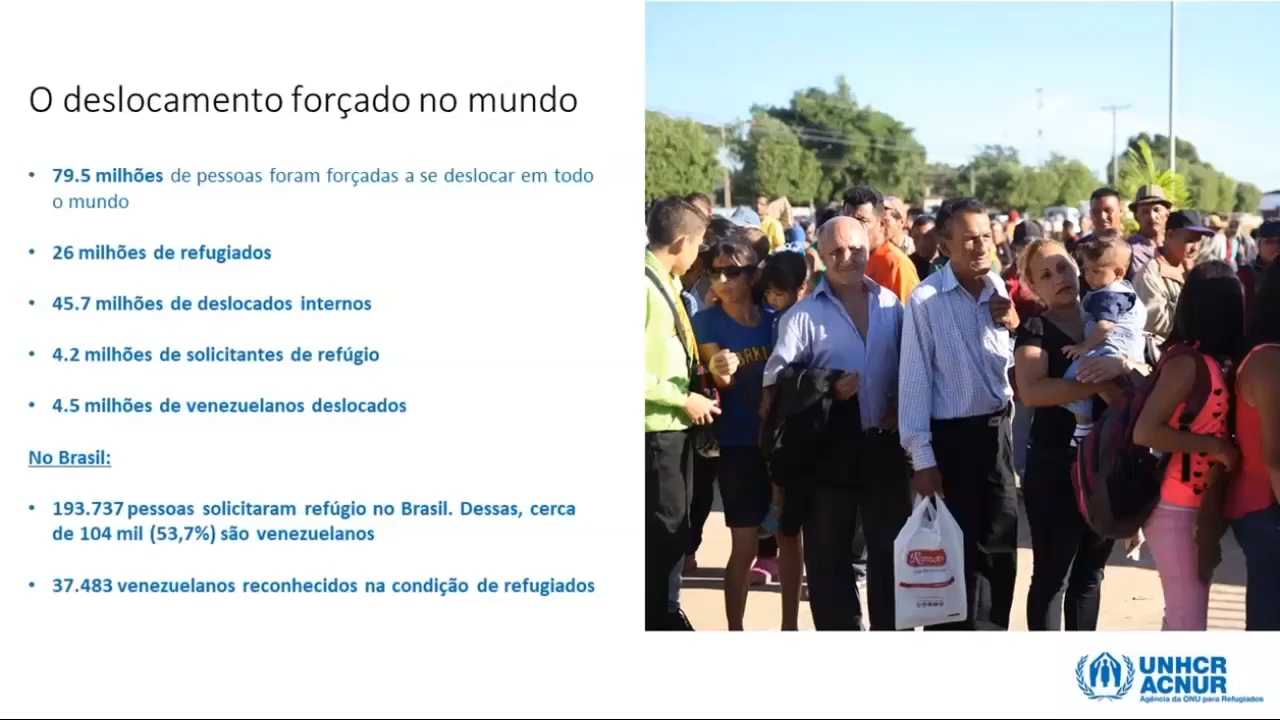 O deslocamento forçado no mundo
• 79.5 milhões de pessoas foram forçadas a se deslocar em todo
o mundo
• 26 milhões de refugiados
• 45.7 milhões de deslocados internos
• 4.2 milhões de solicitantes de refúgio
• 4.5 milhões de venezuelanos deslocados
No Brasil:
• 193.737 pessoas solicitaram refúgio no Brasil. Dessas, cerca
de 104 mil (53,7%) são venezuelanos
• 37.483 venezuelanos reconhecidos na condição de refugiados
UNHCR
ACNUR
Agência da ONU para Refugiados